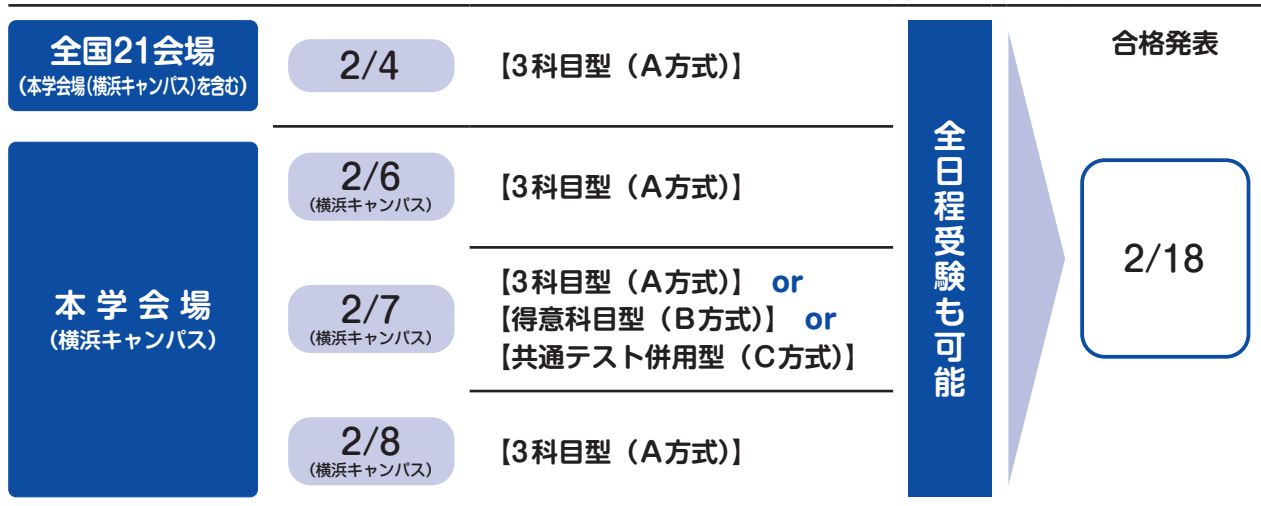 全国21会場
（本学会場（横浜キャンパス）を含む）
2/4
【3科目型（A方式）】
本学会場
（横浜キャンパス）
2/6
（横浜キャンパス）
【3科目型（A方式）】
2/7
（横浜キャンパス）
【3科目型（A方式）】 or
【得意科目型（B方式）】 or
【共通テスト併用型（C方式）】
2/8
（横浜キャンパス）
【3科目型（A方式）】
全日程受験も可能
合格発表
2/18